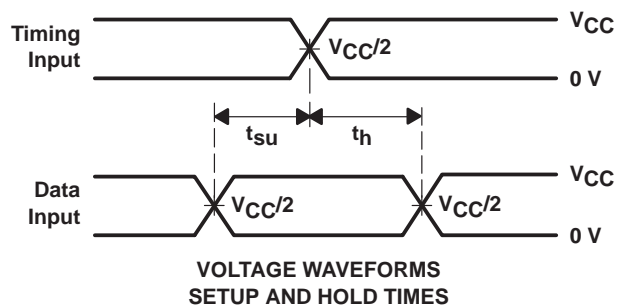 Timing
Input
VCC/2
VCC
0 V
tsu
th
Data
Input
VCC/2
VCC/2
VCC
0 V
VOLTAGE WAVEFORMS
SETUP AND HOLD TIMES